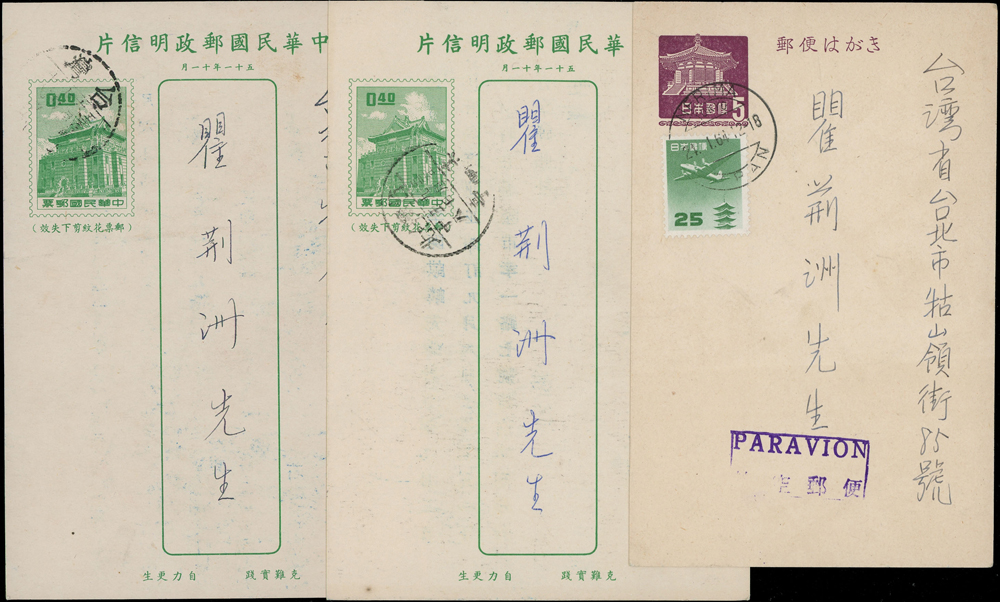 中華民國郵政明信片
五十一年十一月
0.40
中華民國郵票
(郵票花紋剪下失效)
瞿荊洲先生
自力更生
克難實踐
華民國郵政明信片
五十一年十一月
0.40
中華民國郵票
(郵票花紋剪下失效)
瞿荊洲先生
自力更生
克難實踐
郵便はがき
日本郵便
5
日本郵便
25
台湾省台北市牯山嶺街85號
瞿荊洲先生
PARAVION
郵便